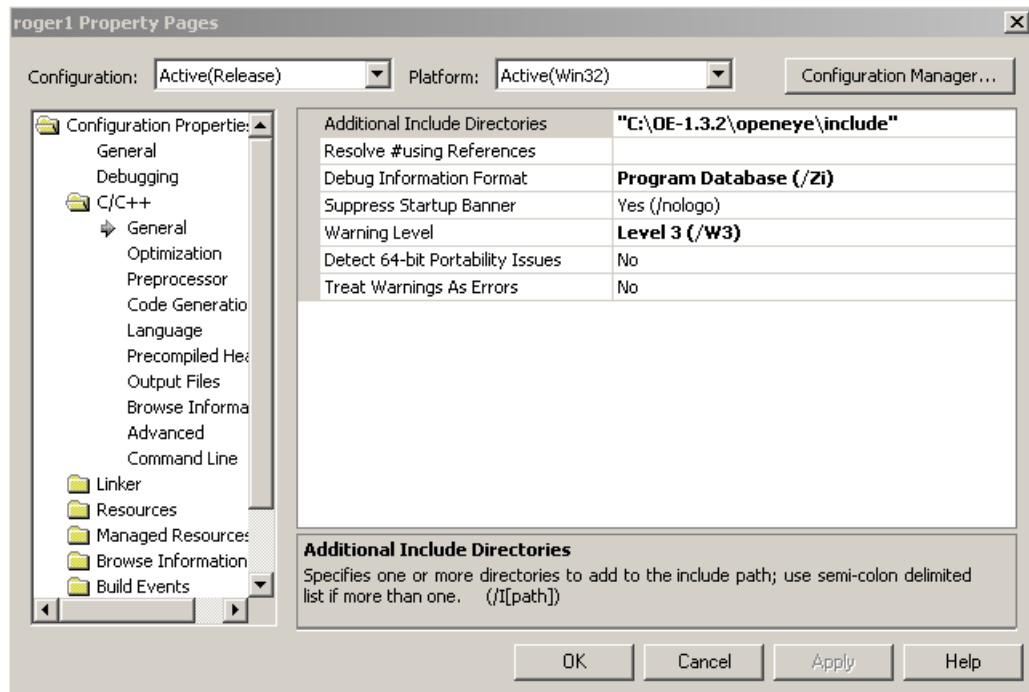 roger1 Property Pages
Configuration: Active(Release) Platform: Active(Win32) Configuration Manager...
Configuration Propertie
General
Debugging
C/C++
General
Optimization
Preprocessor
Code Generatio
Language
Precompiled Hea
Output Files
Browse Informa
Advanced
Command Line
Linker
Resources
Managed Resources
Browse Information
Build Events
Additional Include Directories "C:\OE-1.3.2\openeye\include"
Resolve #using References
Debug Information Format Program Database (/Zi)
Suppress Startup Banner Yes (/nologo)
Warning Level Level 3 (/W3)
Detect 64-bit Portability Issues No
Treat Warnings As Errors No
Additional Include Directories
Specifies one or more directories to add to the include path; use semi-colon delimited
list if more than one. (/I[path])
OK Cancel Apply Help